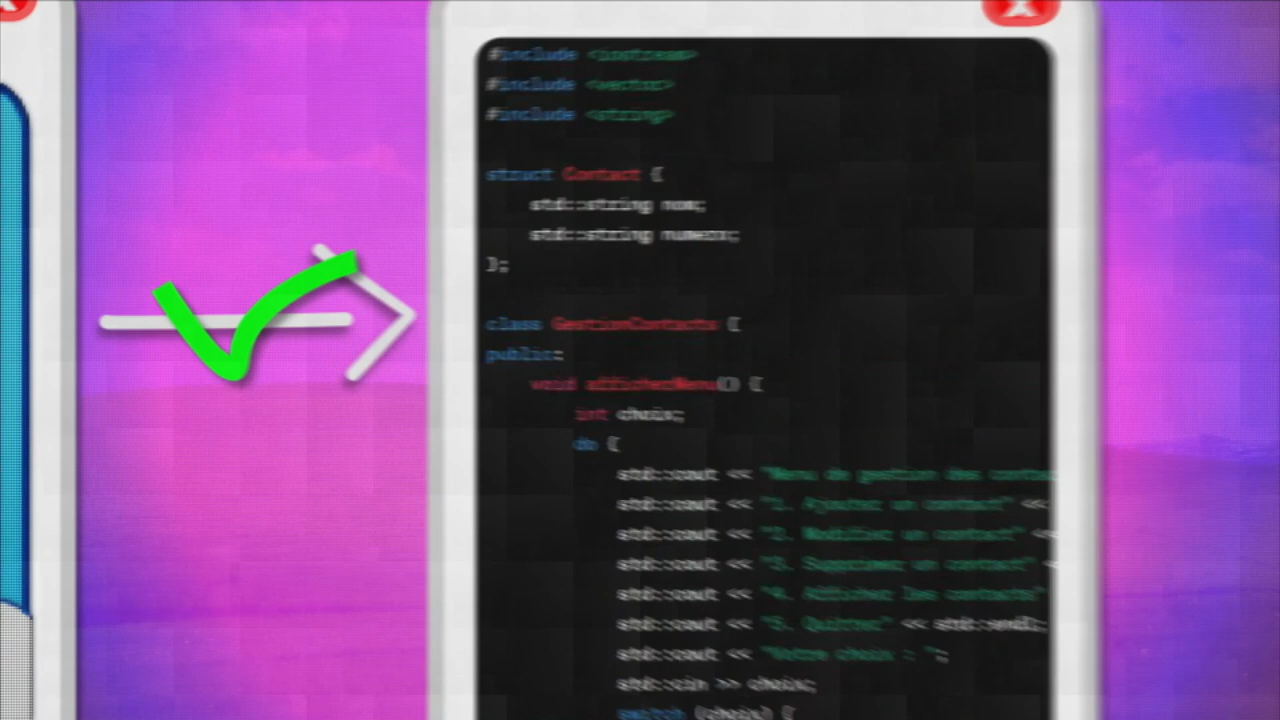 #include <iostream>
#include <vector>
#include <string>
struct Contact {
std::string nom;
std::string numero;
};
class GestionContacts {
public:
void afficherMenu() {
int choix;
do {
std::cout << "Menu de gestion des contac
std::cout << "1. Ajouter un contact" <<
std::cout << "2. Modifier un contact" <<
std::cout << "3. Supprimer un contact" <
std::cout << "4. Afficher les contacts"
std::cout << "5. Quitter" << std::endl;
std::cout << "Votre choix : ";
std::cin >> choix;
switch (choix) {